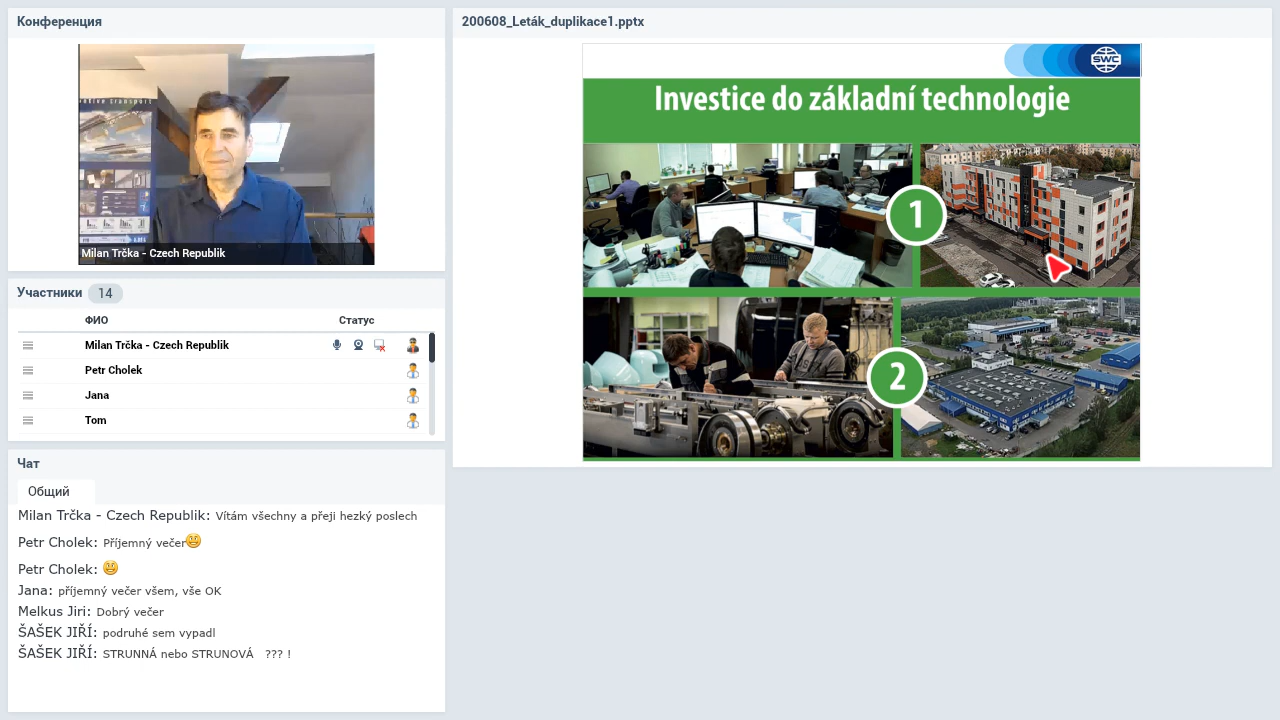 Конференция
Milan Trčka - Czech Republik
Участники 14
ФИО Статус
Milan Trčka - Czech Republik
Petr Cholek
Jana
Tom
Чат
Общий
Milan Trčka - Czech Republik: Vítám všechny a přeji hezký poslech
Petr Cholek: Příjemný večer
Petr Cholek:
Jana: příjemný večer všem, vše OK
Melkus Jiri: Dobrý večer
ŠAŠEK JIŘÍ: podruhé sem vypadl
ŠAŠEK JIŘÍ: STRUNNÁ nebo STRUNOVÁ ??? !
200608_Leták_duplikace1.pptx
SWC
Investice do základní technologie
1
2